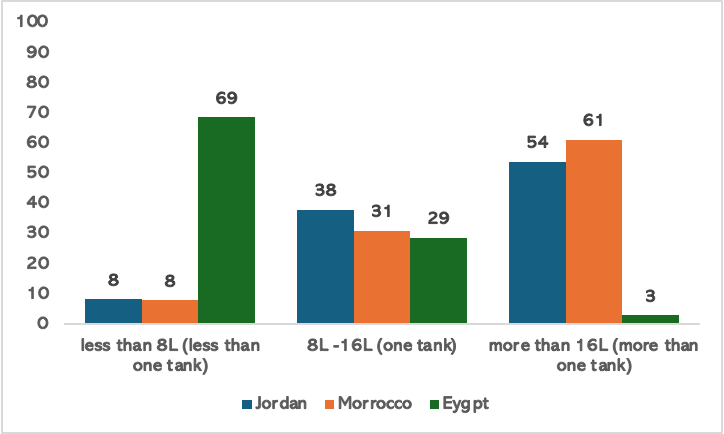 100
90
80
70
60
50
40
30
20
10
0
8
8
69
38
31
29
54
61
3
less than 8L (less than
one tank)
8L -16L (one tank)
more than 16L (more than
one tank)
Jordan
Morrocco
Eygpt